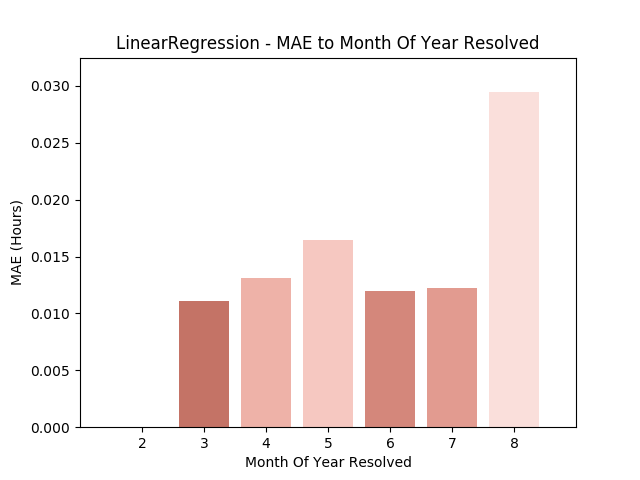 LinearRegression - MAE to Month Of Year Resolved
0.030
0.025
0.020
0.015
0.010
0.005
0.000
MAE (Hours)
2 3 4 5 6 7 8
Month Of Year Resolved